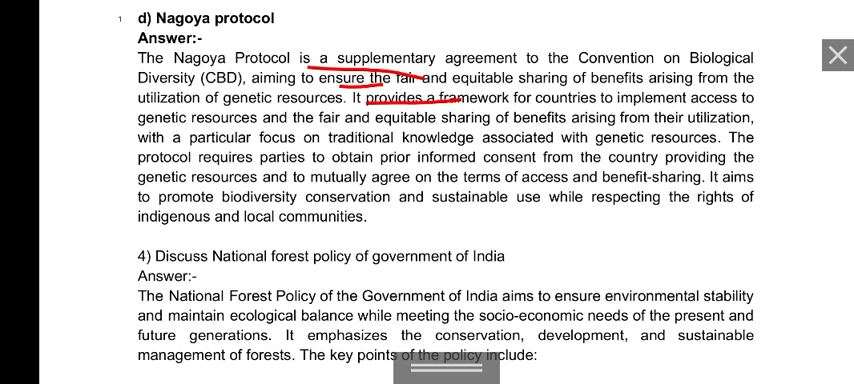 1 d) Nagoya protocol
Answer:-
The Nagoya Protocol is a supplementary agreement to the Convention on Biological
Diversity (CBD), aiming to ensure the fair and equitable sharing of benefits arising from the
utilization of genetic resources. It provides a framework for countries to implement access to
genetic resources and the fair and equitable sharing of benefits arising from their utilization,
with a particular focus on traditional knowledge associated with genetic resources. The
protocol requires parties to obtain prior informed consent from the country providing the
genetic resources and to mutually agree on the terms of access and benefit-sharing. It aims
to promote biodiversity conservation and sustainable use while respecting the rights of
indigenous and local communities.
4) Discuss National forest policy of government of India
Answer:-
The National Forest Policy of the Government of India aims to ensure environmental stability
and maintain ecological balance while meeting the socio-economic needs of the present and
future generations. It emphasizes the conservation, development, and sustainable
management of forests. The key points of the policy include: